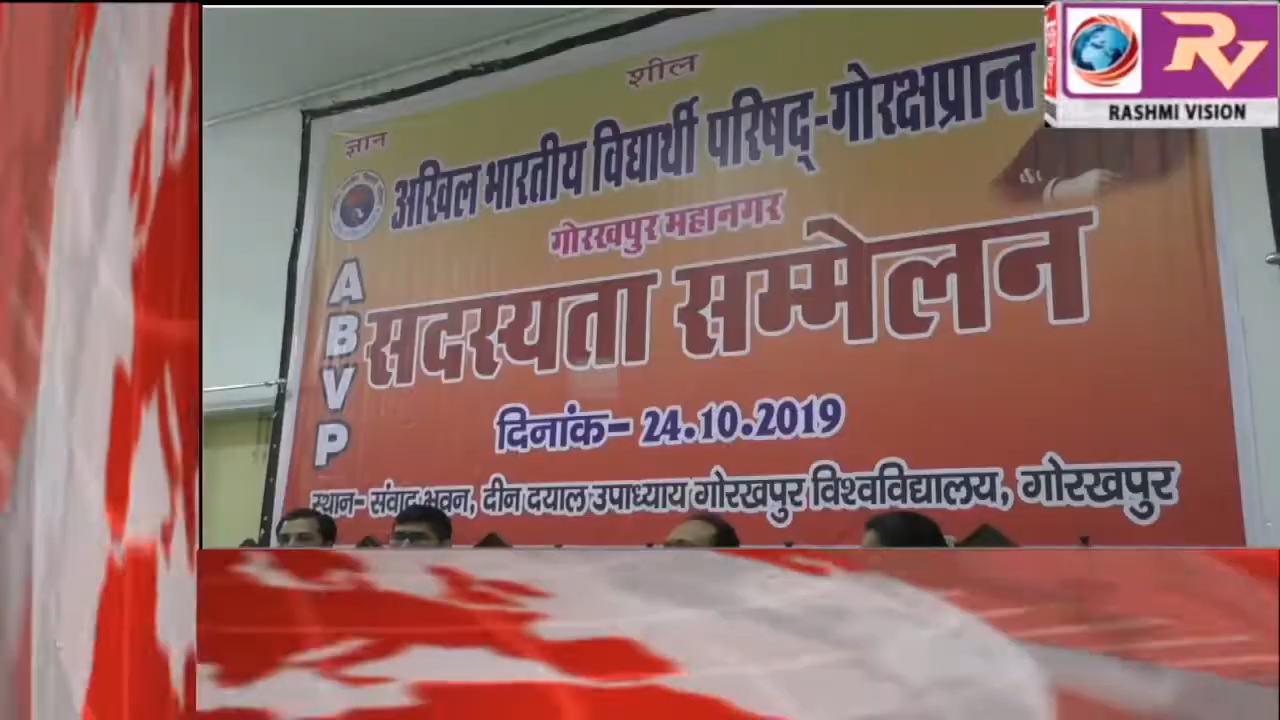 शील
ज्ञान
अखिल भारतीय विद्यार्थी परिषद्-गोरक्षप्रान्त
गोरखपुर महानगर
ABVP
सदस्यता सम्मेलन
दिनांक- 24.10.2019
स्थान- संवाद भवन, दीन दयाल उपाध्याय गोरखपुर विश्वविद्यालय, गोरखपुर
RV
RASHMI VISION